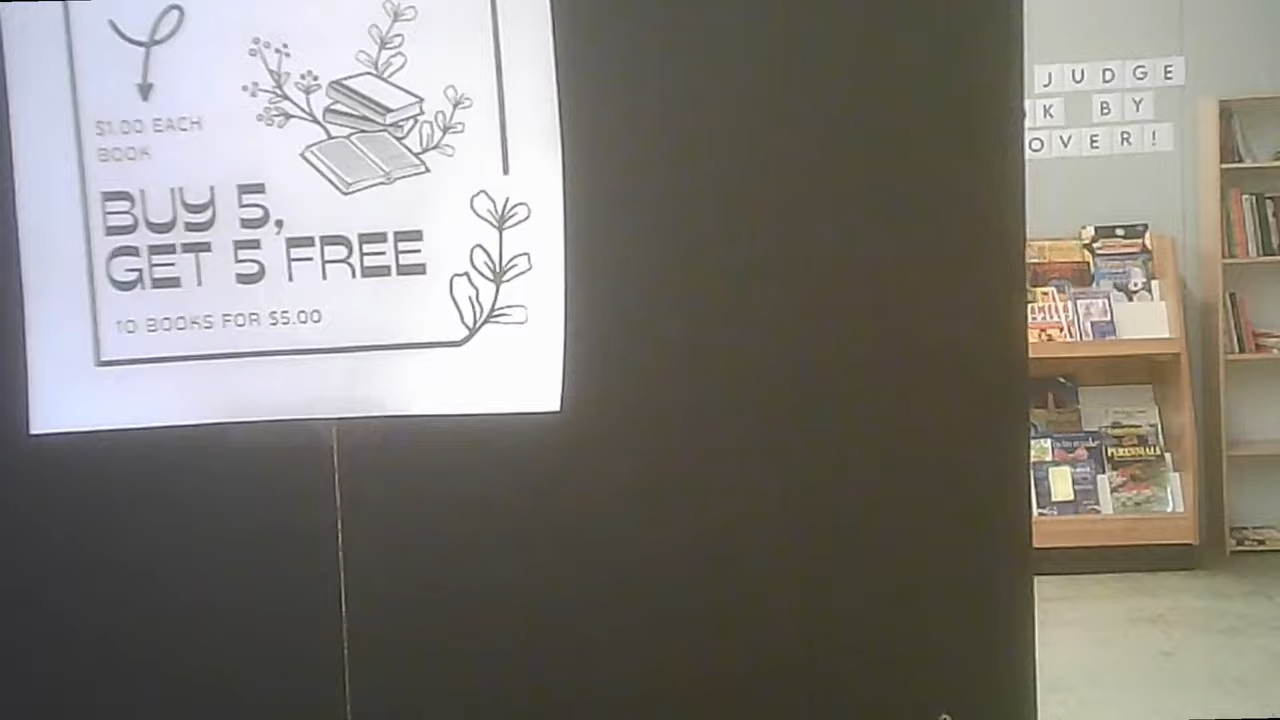 $1.00 EACH
BOOK
BUY 5,
GET 5 FREE
10 BOOKS FOR $5.00
JUDGE
K BY
OVER!
PERENNIALS